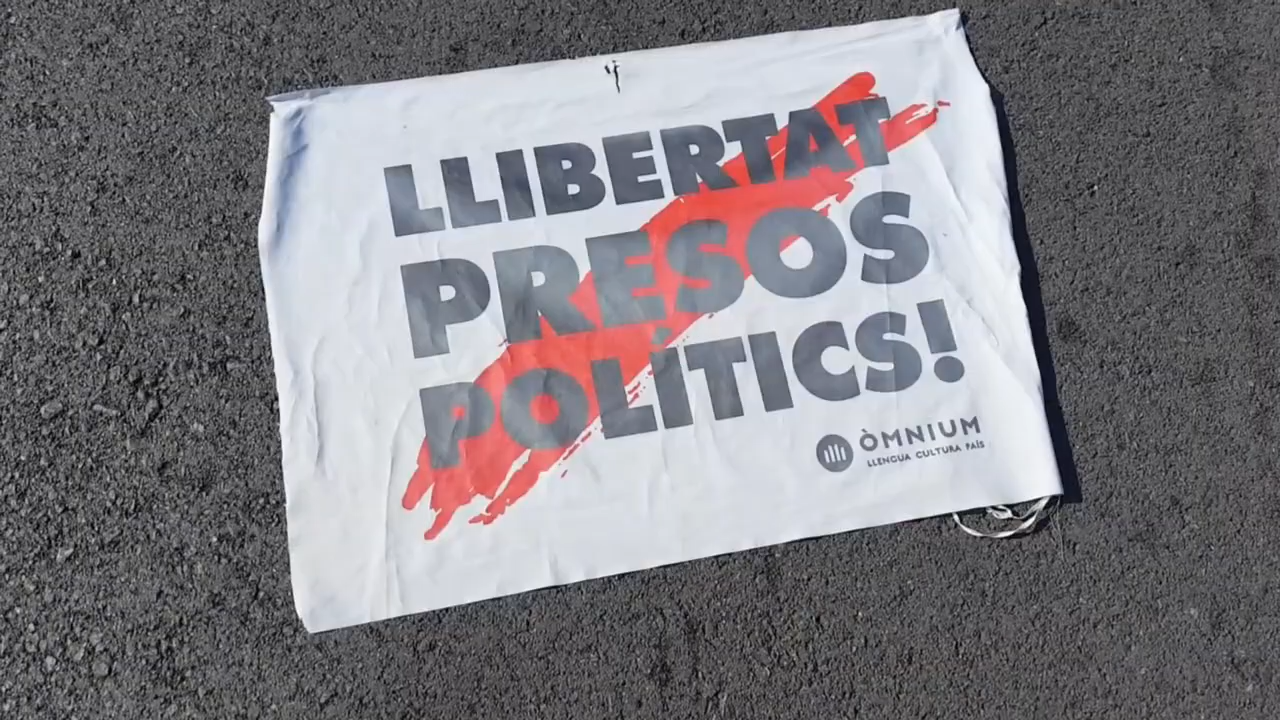 LLIBERTAT
PRESOS
POLÍTICS!
ÒMNIUM
LLENGUA CULTURA PAÍS